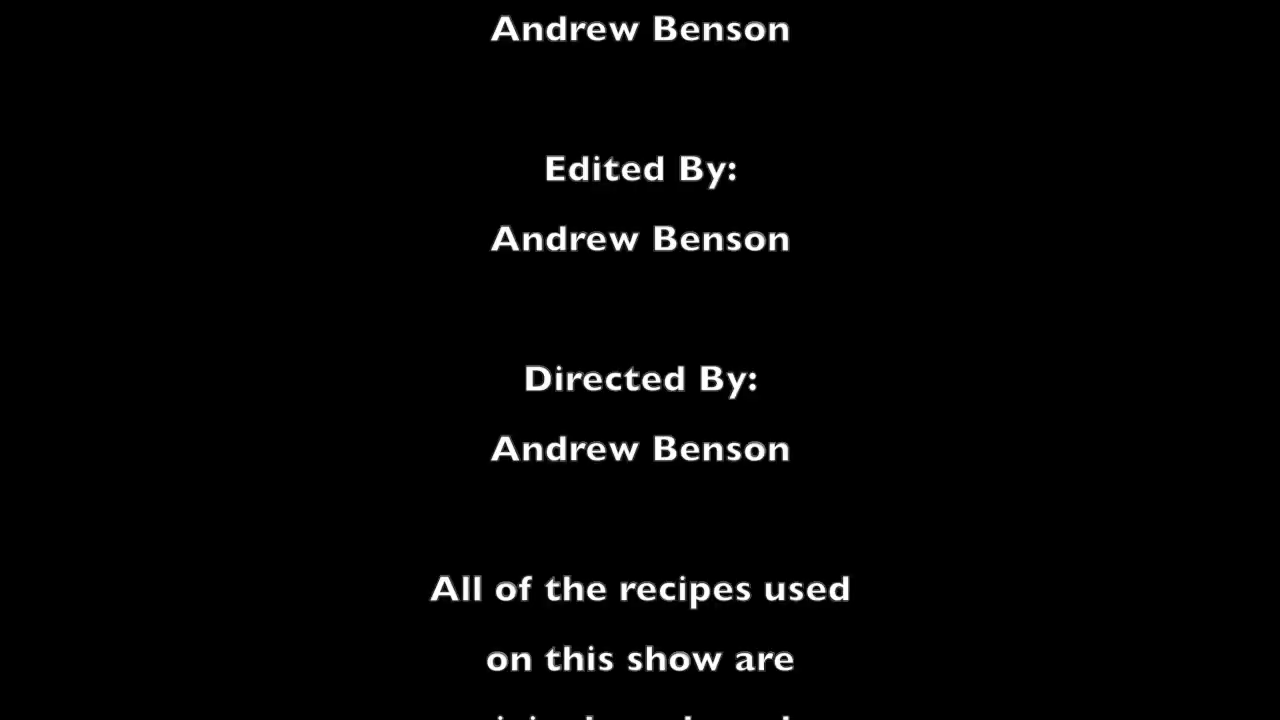 Andrew Benson
Edited By:
Andrew Benson
Directed By:
Andrew Benson
All of the recipes used
on this show are